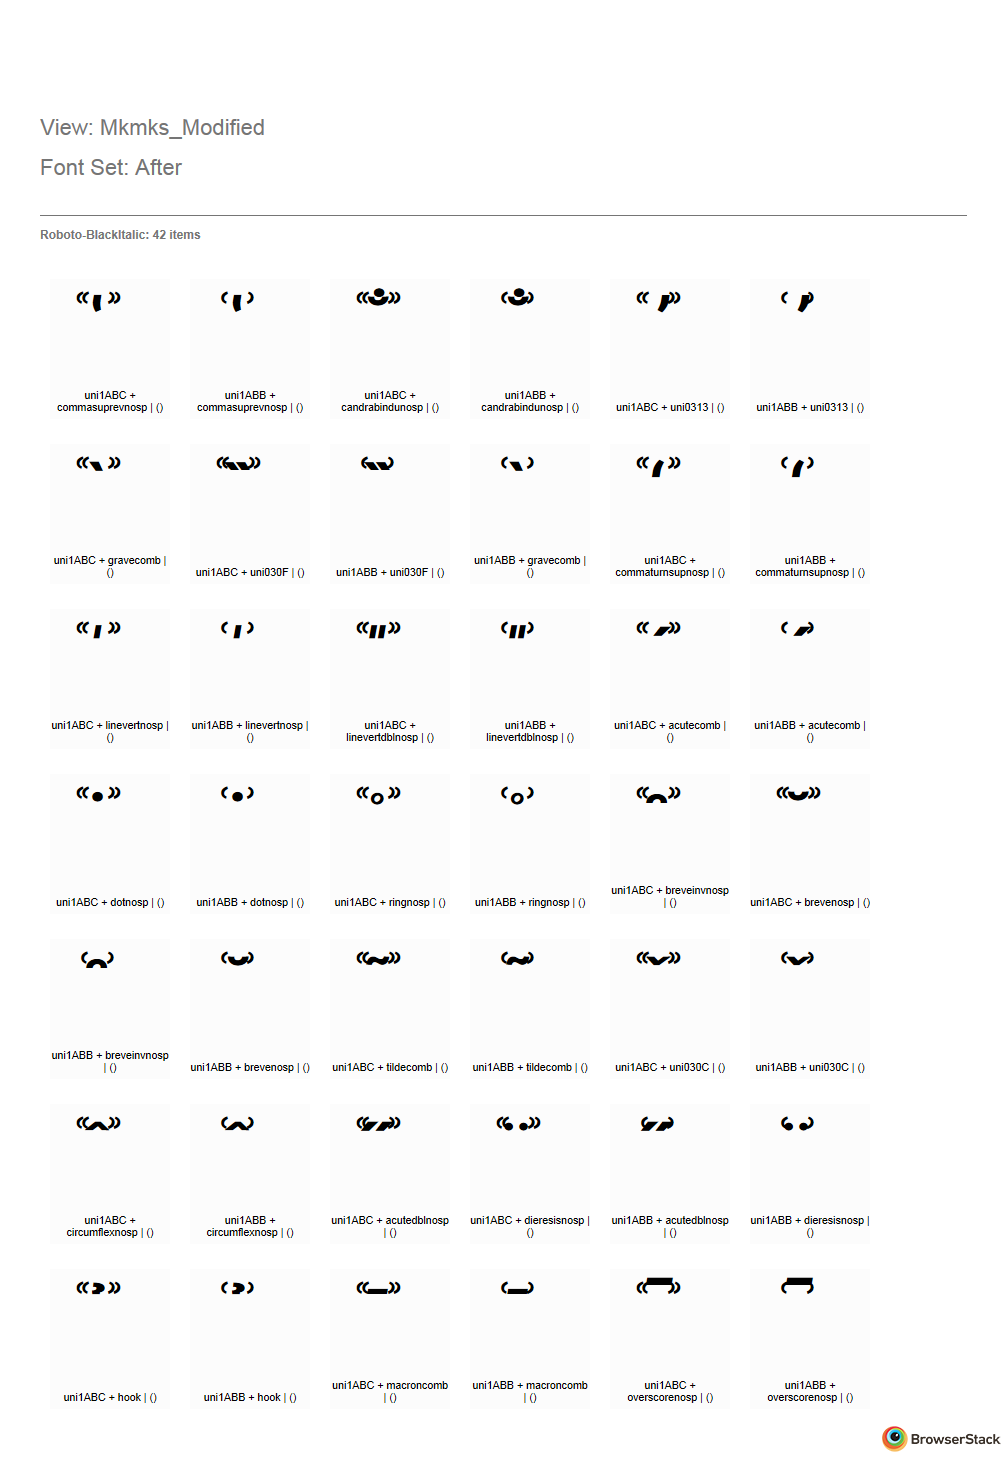 View: Mkmks_Modified
Font Set: After
Roboto-BlackItalic: 42 items
uni1ABC +
commasuprevnosp | ()
uni1ABB +
commasuprevnosp | ()
uni1ABC +
candrabindunosp | ()
uni1ABB +
candrabindunosp | ()
uni1ABC + uni0313 | ()
uni1ABB + uni0313 | ()
uni1ABC + gravecomb |
()
uni1ABC + uni030F | ()
uni1ABB + uni030F | ()
uni1ABB + gravecomb |
()
uni1ABC +
commaturnsupnosp | ()
uni1ABB +
commaturnsupnosp | ()
uni1ABC + linevertnosp |
()
uni1ABB + linevertnosp |
()
uni1ABC +
linevertdblnosp | ()
uni1ABB +
linevertdblnosp | ()
uni1ABC + acutecomb |
()
uni1ABB + acutecomb |
()
uni1ABC + dotnosp | ()
uni1ABB + dotnosp | ()
uni1ABC + ringnosp | ()
uni1ABB + ringnosp | ()
uni1ABC + breveinvnosp
| ()
uni1ABC + brevenosp | ()
uni1ABB + breveinvnosp
| ()
uni1ABB + brevenosp | ()
uni1ABC + tildecomb | ()
uni1ABB + tildecomb | ()
uni1ABC + uni030C | ()
uni1ABB + uni030C | ()
uni1ABC +
circumflexnosp | ()
uni1ABB +
circumflexnosp | ()
uni1ABC + acutedblnosp
| ()
uni1ABC + dieresisnosp |
()
uni1ABB + acutedblnosp
| ()
uni1ABB + dieresisnosp |
()
uni1ABC + hook | ()
uni1ABB + hook | ()
uni1ABC + macroncomb
| ()
uni1ABB + macroncomb
| ()
uni1ABC +
overscorenosp | ()
uni1ABB +
overscorenosp | ()
BrowserStack